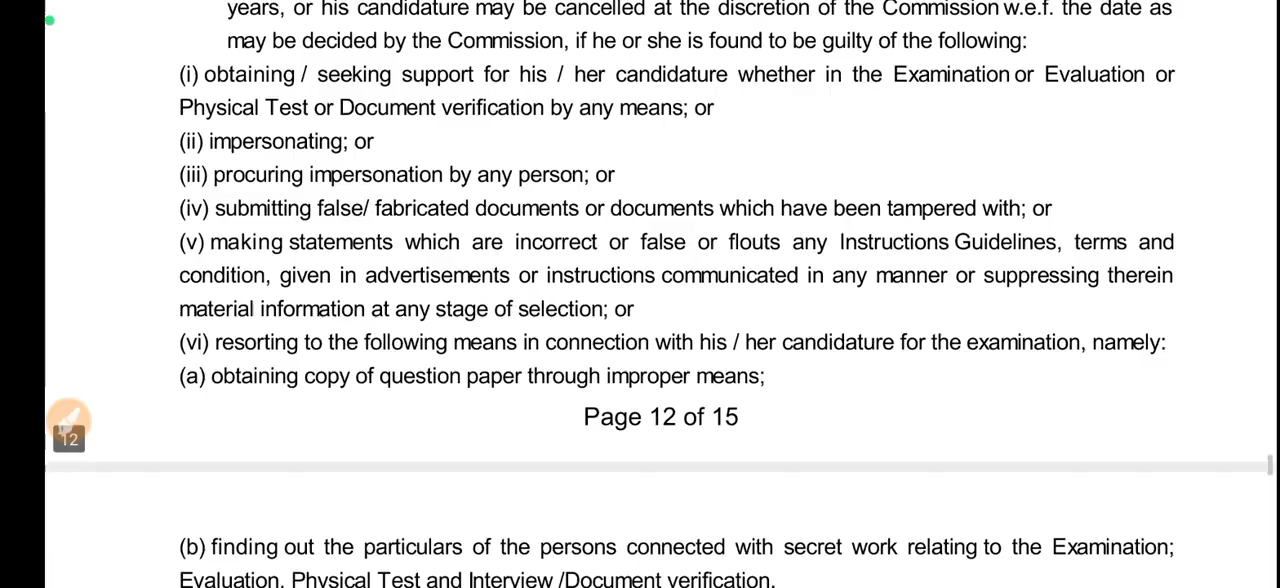 years, or his candidature may be cancelled at the discretion of the Commission w.e.f. the date as
may be decided by the Commission, if he or she is found to be guilty of the following:
(i) obtaining / seeking support for his / her candidature whether in the Examination or Evaluation or
Physical Test or Document verification by any means; or
(ii) impersonating; or
(iii) procuring impersonation by any person; or
(iv) submitting false/ fabricated documents or documents which have been tampered with; or
(v) making statements which are incorrect or false or flouts any Instructions Guidelines, terms and
condition, given in advertisements or instructions communicated in any manner or suppressing therein
material information at any stage of selection; or
(vi) resorting to the following means in connection with his / her candidature for the examination, namely:
(a) obtaining copy of question paper through improper means;
Page 12 of 15
12
(b) finding out the particulars of the persons connected with secret work relating to the Examination;
Evaluation, Physical Test and Interview /Document verification.